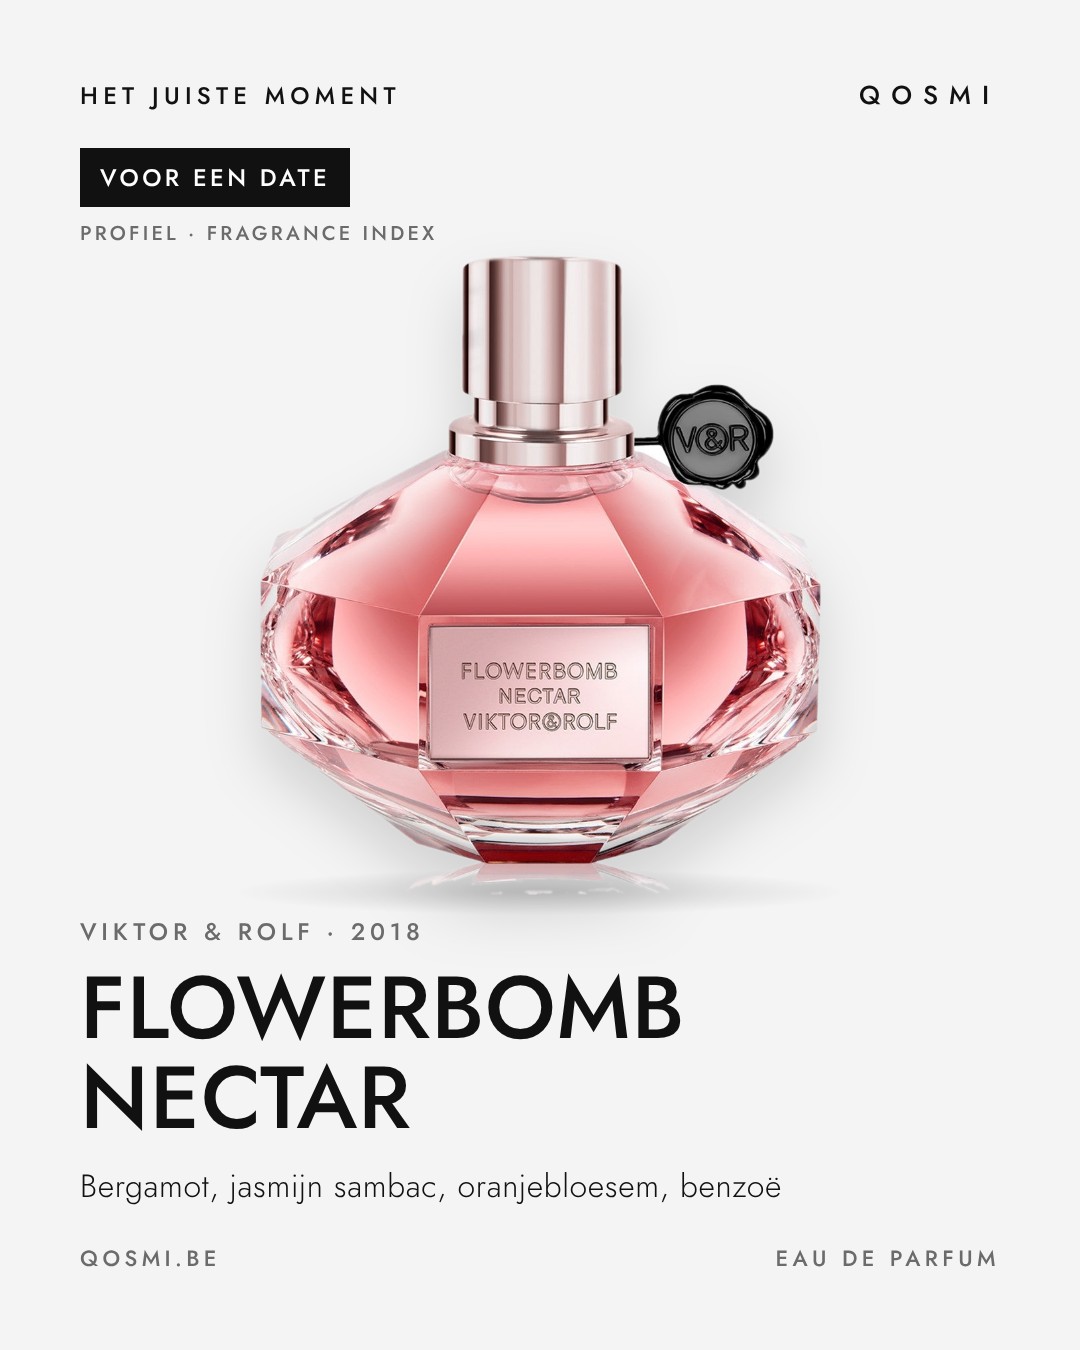 HET JUISTE MOMENT
QOSMI
VOOR EEN DATE
PROFIEL · FRAGRANCE INDEX
V&R
FLOWERBOMB
NECTAR
VIKTOR&ROLF
VIKTOR & ROLF · 2018
FLOWERBOMB
NECTAR
Bergamot, jasmijn sambac, oranjebloesem, benzoë
QOSMI.BE
EAU DE PARFUM